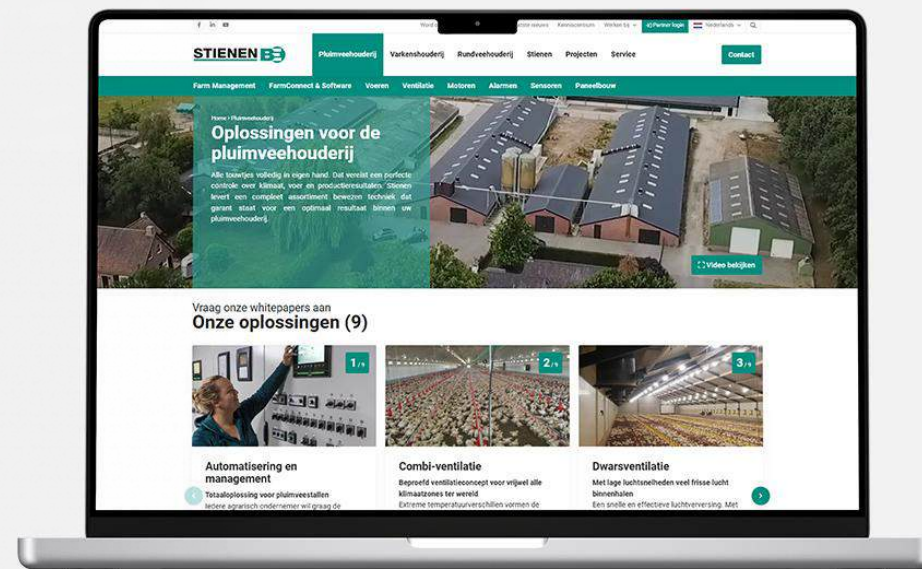 Kenniscentrum Werken bij Partner login Nederlands
STIENEN BE
Pluimveehouderij Varkenshouderij Rundveehouderij Stienen Projecten Service Contact
Farm Management FarmConnect & Software Voeren Ventilatie Motoren Alarmen Sensoren Paneelbouw
Home > Pluimveehouderij
Oplossingen voor de
pluimveehouderij
Alle touwtjes volledig in eigen hand. Dat vereist een perfecte
controle over klimaat, voer en productieresultaten. Stienen
levert een compleet assortiment bewezen techniek dat
garant staat voor een optimaal resultaat binnen uw
pluimveehouderij.
Video bekijken
Vraag onze whitepapers aan
Onze oplossingen (9)
1/9
2/9
3/9
Automatisering en
management
Totaaloplossing voor pluimveestallen
Iedere agrarisch ondernemer wil graag de
Combi-ventilatie
Beproefd ventilatieconcept voor vrijwel alle
klimaatzones ter wereld
Extreme temperatuurverschillen vormen de
Dwarsventilatie
Met lage luchtsnelheden veel frisse lucht
binnenhalen
Een snelle en effectieve luchtverversing. Met